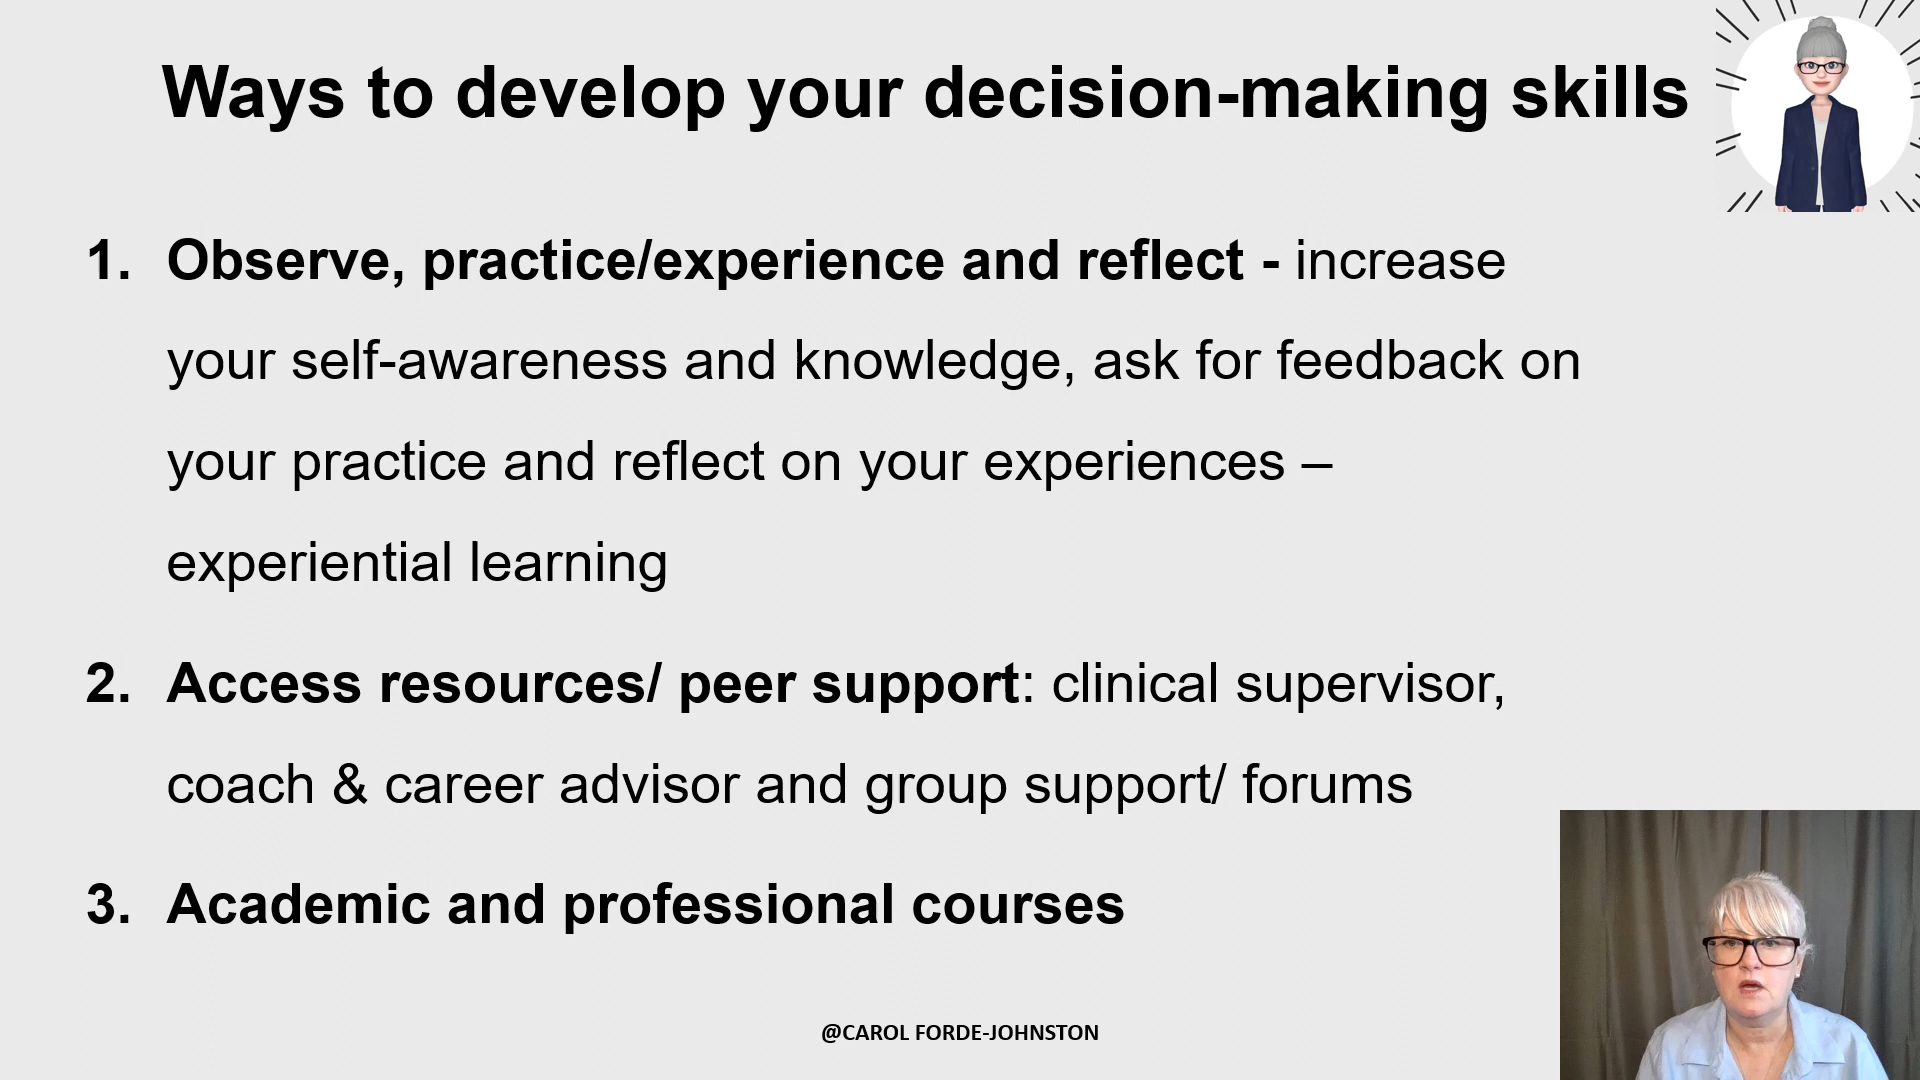 Ways to develop your decision-making skills
1. Observe, practice/experience and reflect - increase
your self-awareness and knowledge, ask for feedback on
your practice and reflect on your experiences –
experiential learning
2. Access resources/ peer support: clinical supervisor,
coach & career advisor and group support/ forums
3. Academic and professional courses
@CAROL FORDE-JOHNSTON